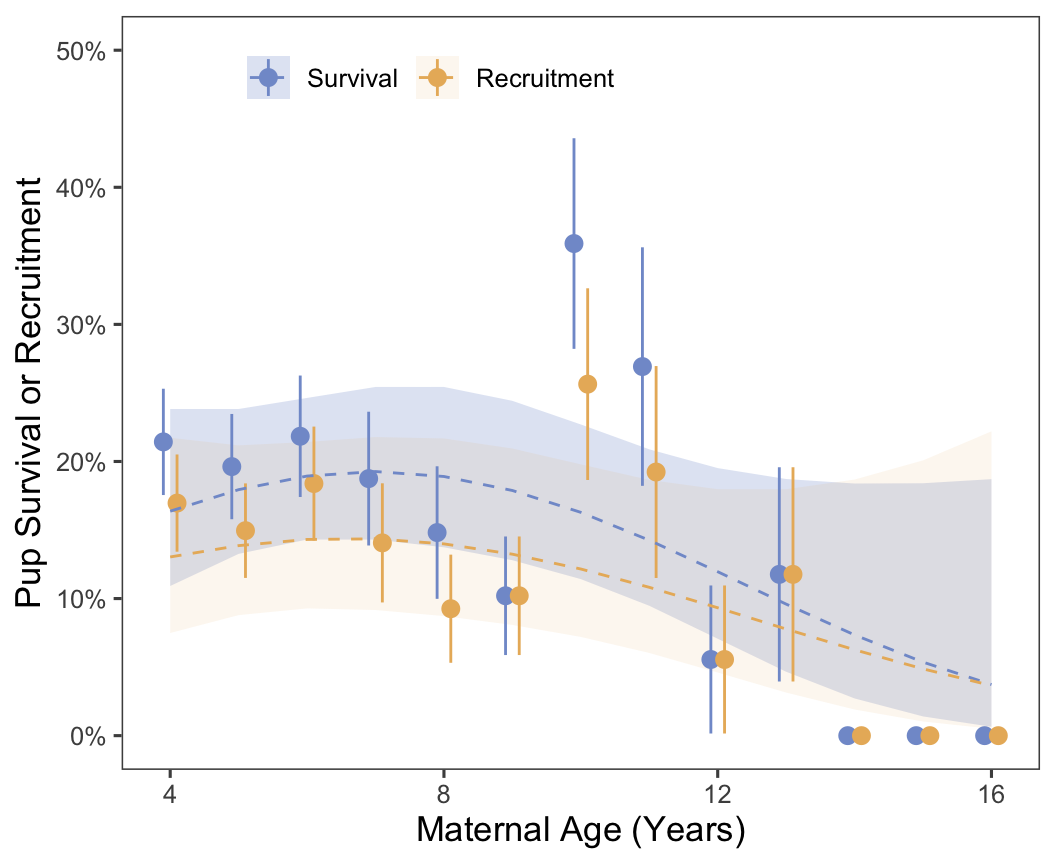 Survival
Recruitment
Pup Survival or Recruitment
50%
40%
30%
20%
10%
0%
4 8 12 16
Maternal Age (Years)